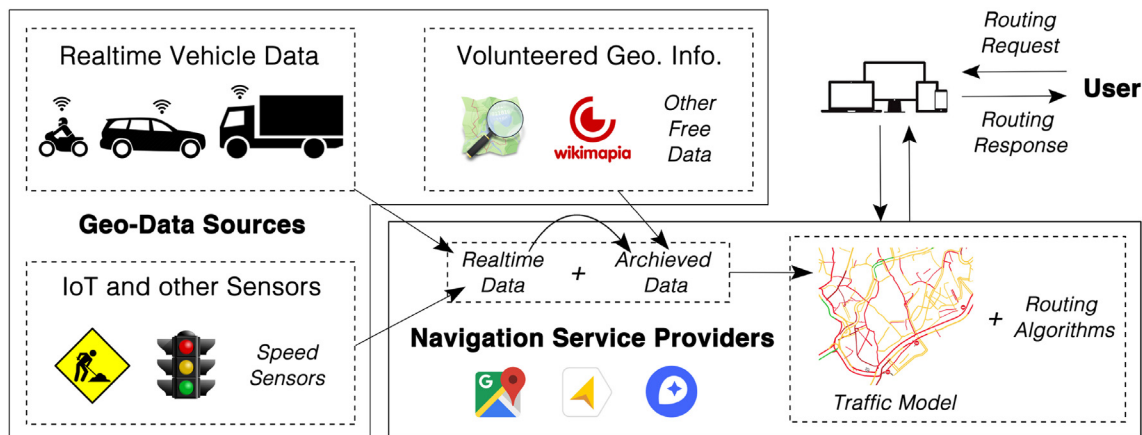 Realtime Vehicle Data
Volunteered Geo. Info.
Other
Free
Data
wikimapia
Routing
Request
User
Routing
Response
Geo-Data Sources
IoT and other Sensors
Speed
Sensors
Realtime
Data
+
Archieved
Data
Navigation Service Providers
G
Traffic Model
+
Routing
Algorithms